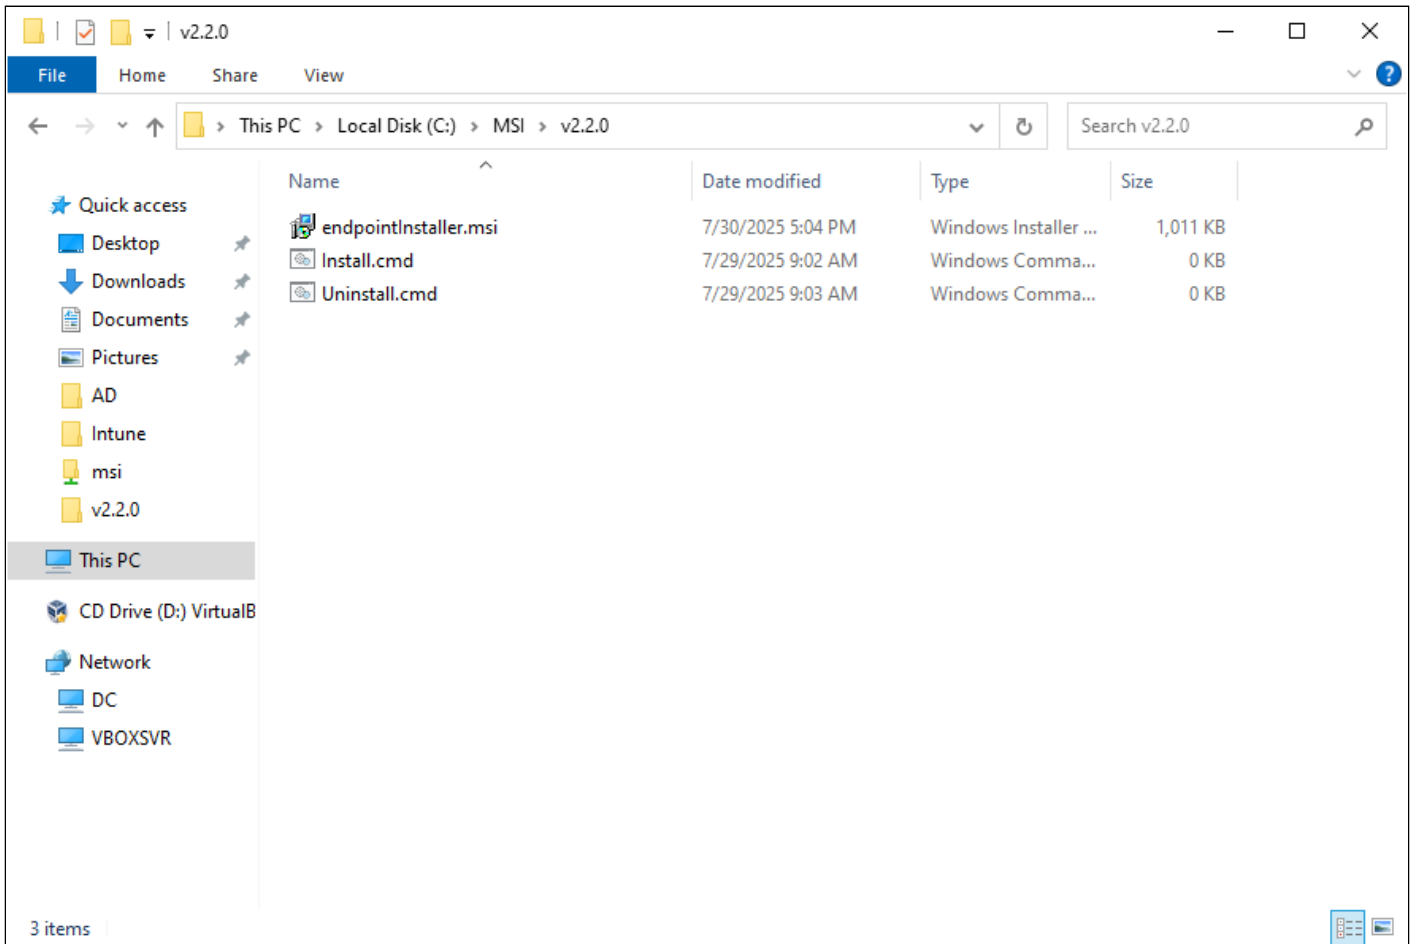 v2.2.0
File Home Share View
This PC > Local Disk (C:) > MSI > v2.2.0
Search v2.2.0
Name Date modified Type Size
endpointInstaller.msi 7/30/2025 5:04 PM Windows Installer ... 1,011 KB
Install.cmd 7/29/2025 9:02 AM Windows Comma... 0 KB
Uninstall.cmd 7/29/2025 9:03 AM Windows Comma... 0 KB
Quick access
Desktop
Downloads
Documents
Pictures
AD
Intune
msi
v2.2.0
This PC
CD Drive (D:) VirtualB
Network
DC
VBOXSVR
3 items